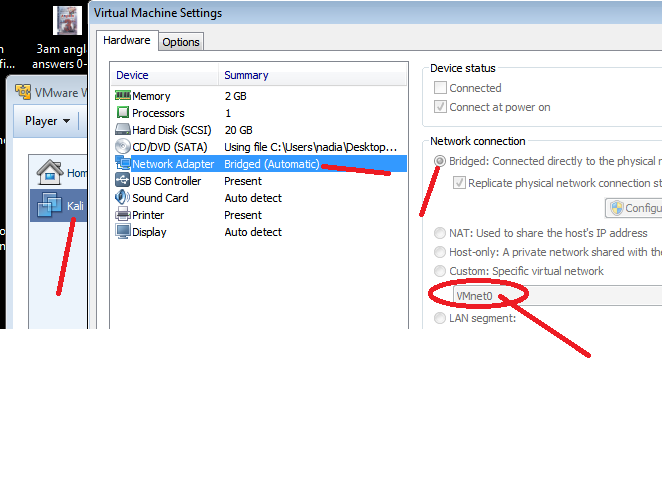 Virtual Machine Settings
Hardware
Options
3am angl
answers 0-
fi...
VMware W
Player
Hom
Kali
Device Summary
Memory 2 GB
Processors 1
Hard Disk (SCSI) 20 GB
CD/DVD (SATA) Using file C:\Users\nadia\Desktop...
Network Adapter Bridged (Automatic)
USB Controller Present
Sound Card Auto detect
Printer Present
Display Auto detect
Device status
Connected
Connect at power on
Network connection
Bridged: Connected directly to the physical n
Replicate physical network connection st
Configu
NAT: Used to share the host's IP address
Host-only: A private network shared with the
Custom: Specific virtual network
VMnet0
LAN segment: